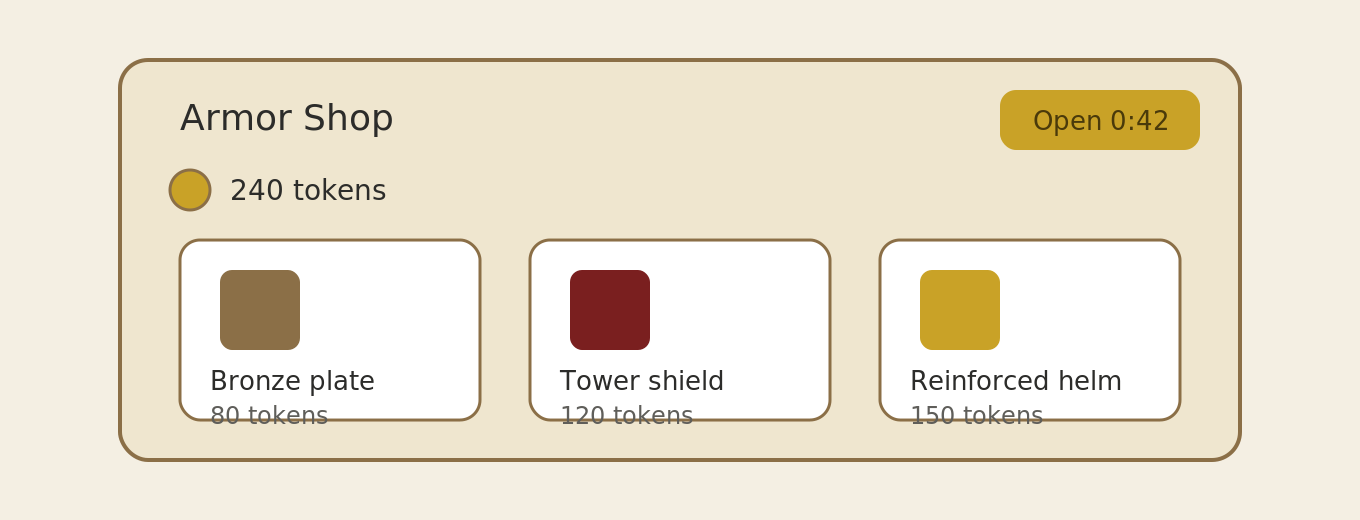 Armor Shop
Open 0:42
240 tokens
Bronze plate
80 tokens
Tower shield
120 tokens
Reinforced helm
150 tokens